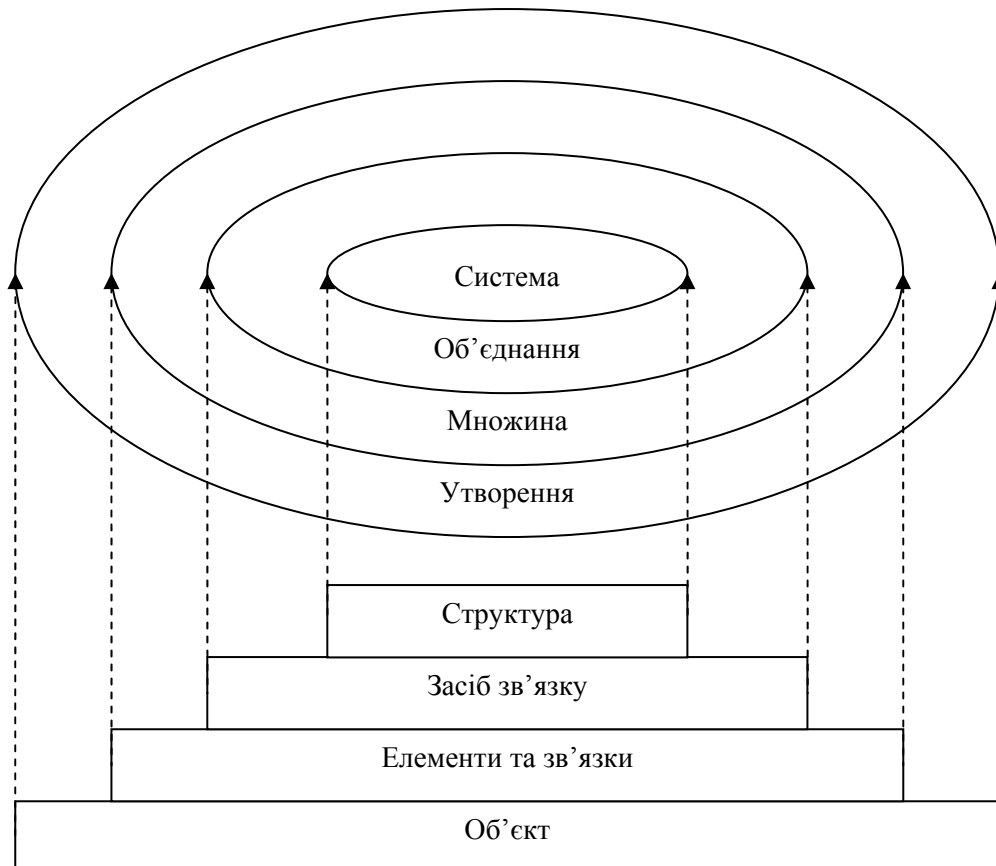 Система
Об’єднання
Множина
Утворення
Структура
Засіб зв’язку
Елементи та зв’язки
Об’єкт